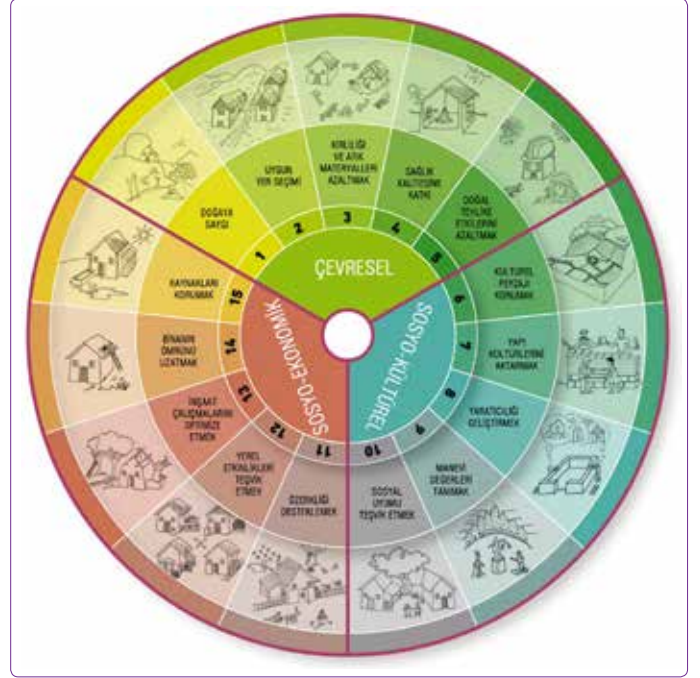 ÇEVRESEL
SOSYO-KÜLTÜREL
SOSYO-EKONOMİK
1
DOĞAYA
SAYGI
2
UYGUN
YER SEÇİMİ
3
KİRLİLİĞİ
VE ATIK
MATERYALLERİ
AZALTMAK
4
SAĞLIK
KALİTESİNE
KATKI
5
DOĞAL
TEHLİKE
ETKİLERİNİ
AZALTMAK
6
KÜLTÜREL
PEYZAJI
KORUMAK
7
YAPI
KÜLTÜRLERİNİ
AKTARMAK
8
YARATICILIĞI
GELİŞTİRMEK
9
MANEVİ
DEĞERLERİ
TANIMAK
10
SOSYAL
UYUMU
TEŞVİK ETMEK
11
ÖZERKLİĞİ
DESTEKLEMEK
12
YEREL
ETKİNLİKLERİ
TEŞVİK
ETMEK
13
İNŞAAT
ÇALIŞMALARINI
OPTİMİZE
ETMEK
14
BİNANIN
ÖMRÜNÜ
UZATMAK
15
KAYNAKLARI
KORUMAK